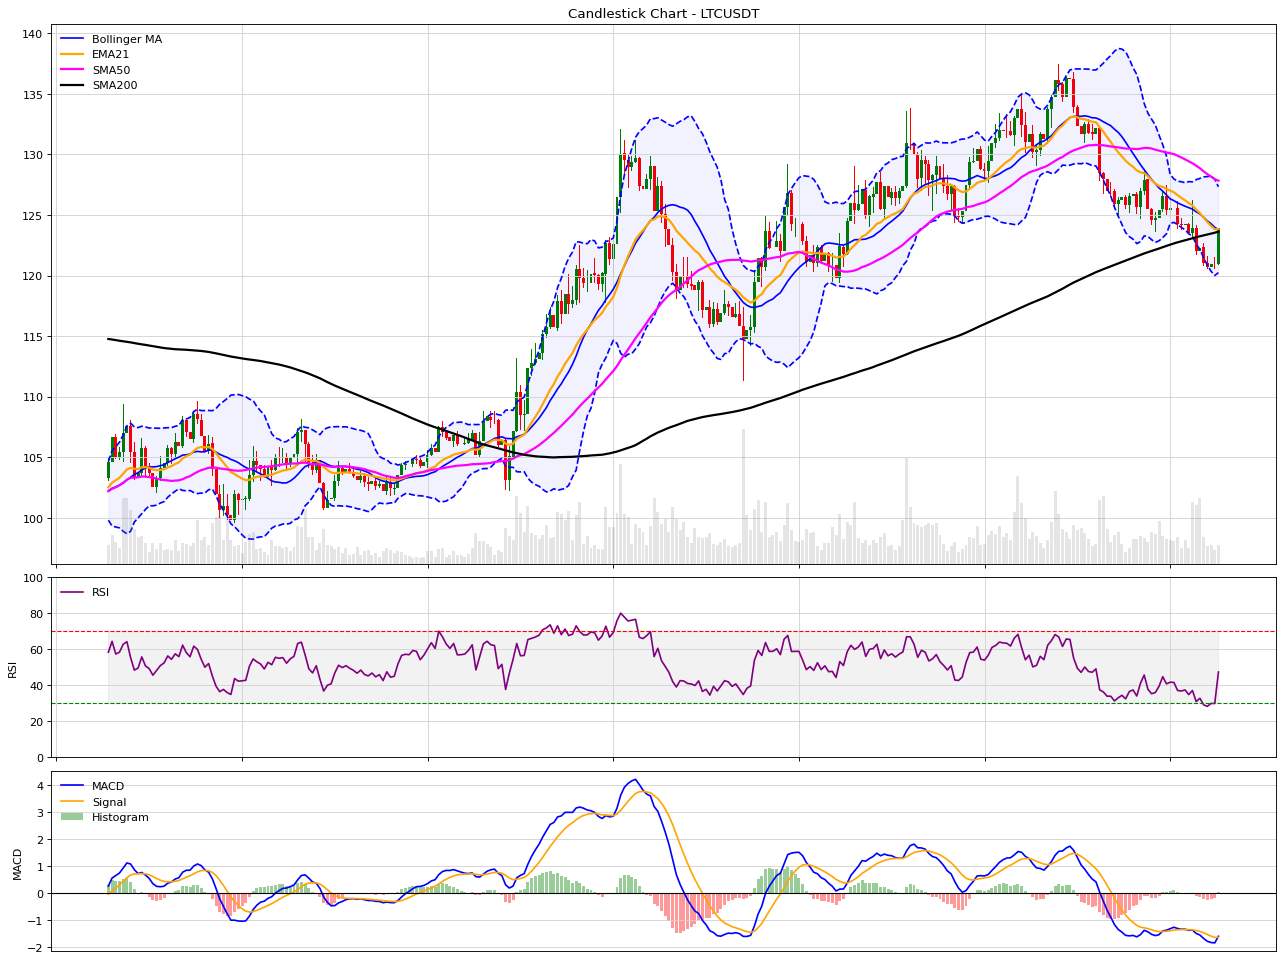 Candlestick Chart - LTCUSDT
Bollinger MA
EMA21
SMA50
SMA200
140
135
130
125
120
115
110
105
100
RSI
100
80
60
40
20
0
RSI
MACD
Signal
Histogram
4
3
2
1
0
−1
−2
MACD